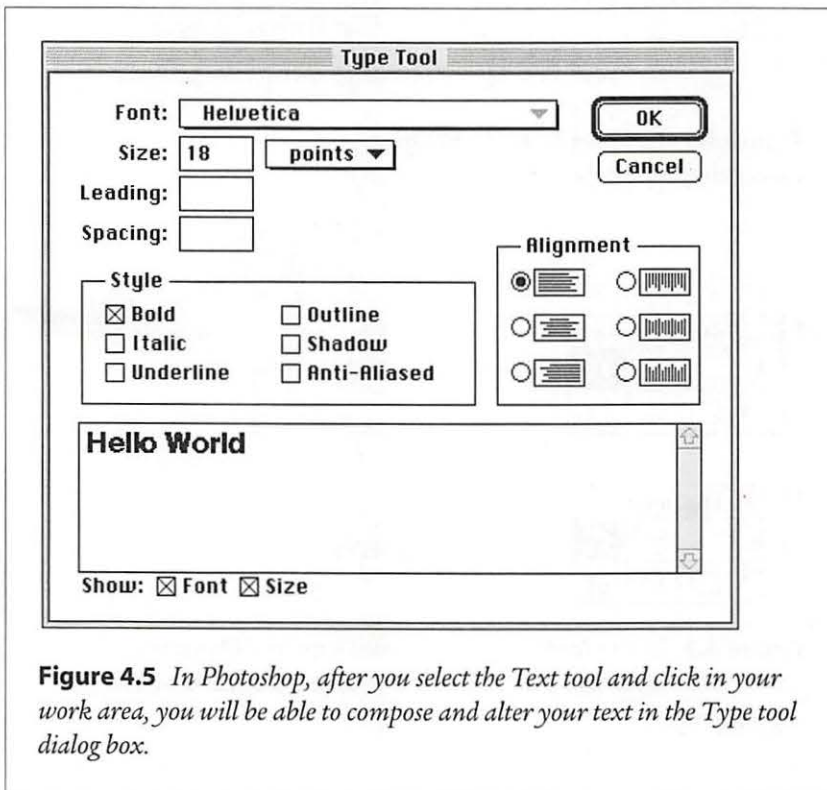 Type Tool
Font: Helvetica
OK
Size: 18 points
Cancel
Leading:
Spacing:
Alignment
Style
Bold
Outline
Italic
Shadow
Underline
Anti-Aliased
Hello World
Show: Font Size
Figure 4.5 In Photoshop, after you select the Text tool and click in your
work area, you will be able to compose and alter your text in the Type tool
dialog box.